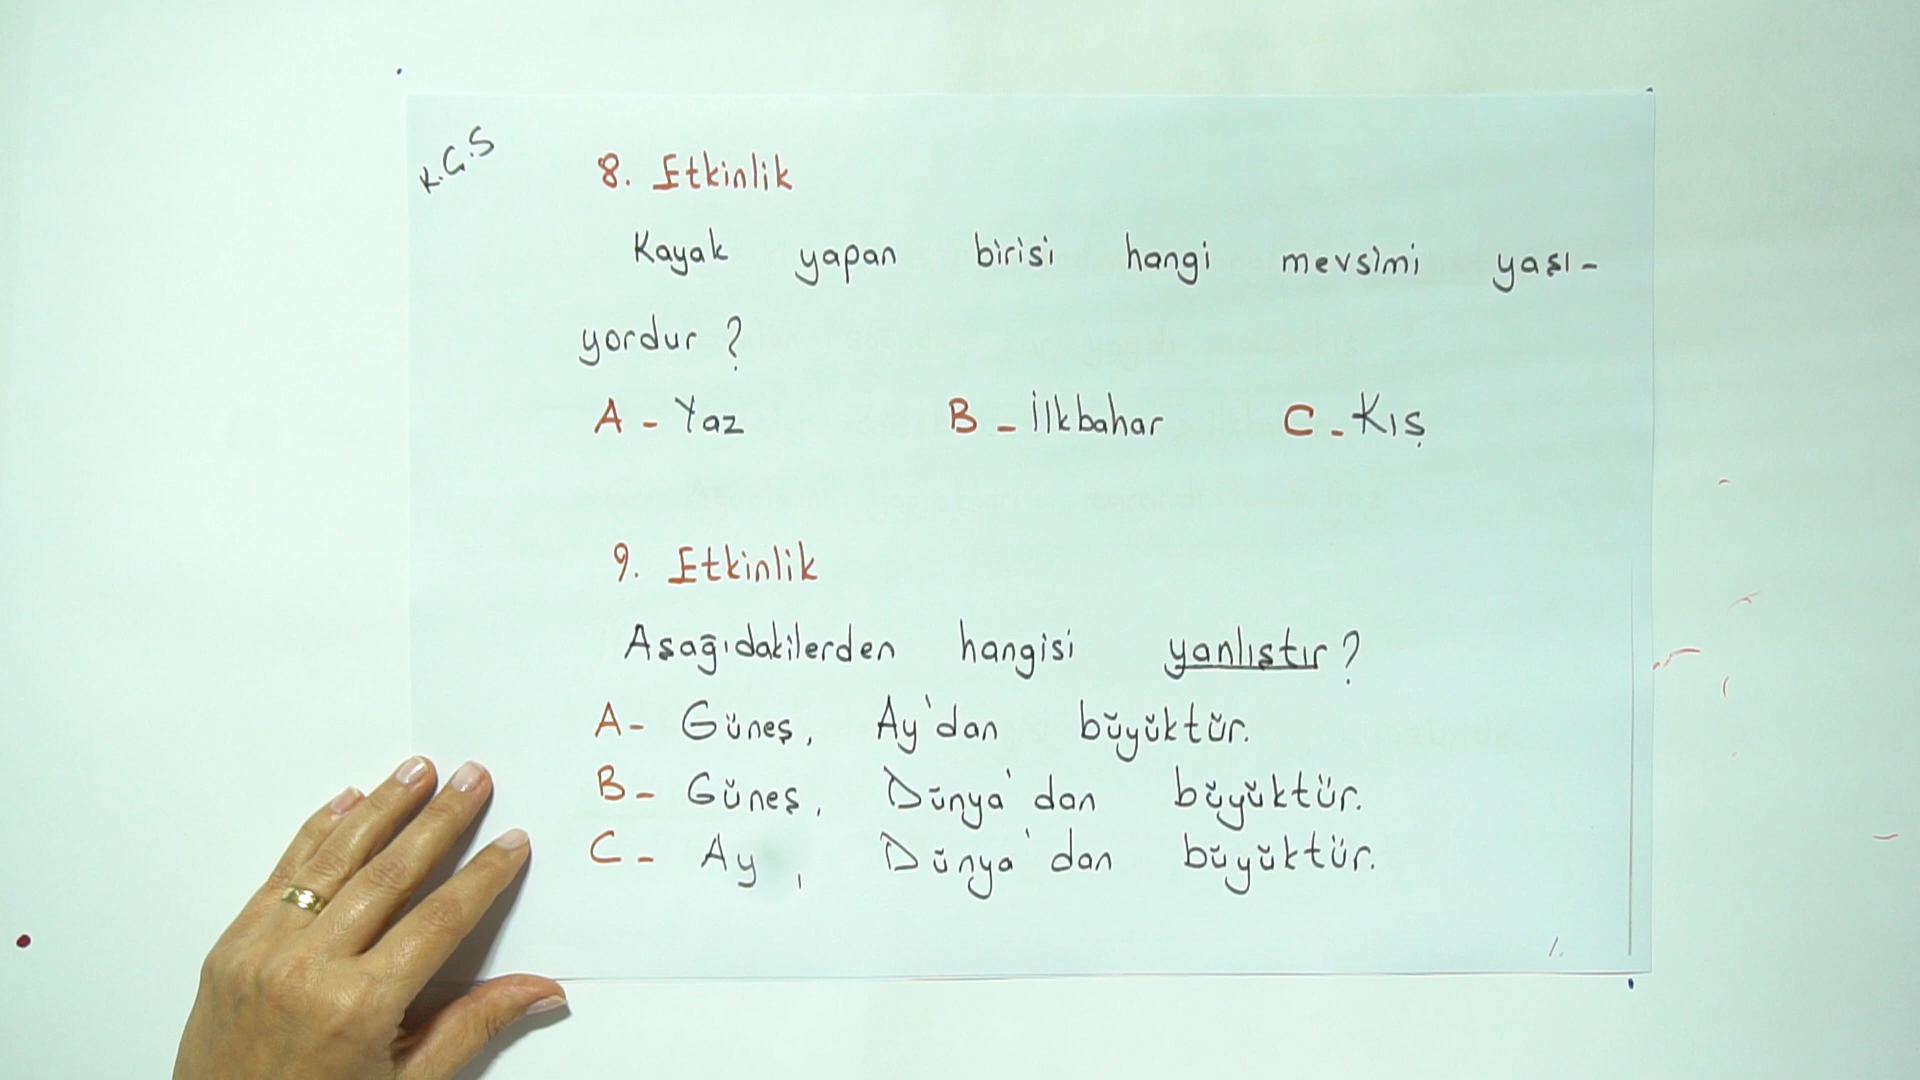 K.G.S
8. Etkinlik
Kayak yapan birisi hangi mevsimi yaşı-
yordur ?
A - Yaz B - İlkbahar C - Kış
9. Etkinlik
Aşağıdakilerden hangisi yanlıştır ?
A- Güneş, Ay'dan büyüktür.
B- Güneş, Dünya'dan büyüktür.
C- Ay, Dünya'dan büyüktür.
1.